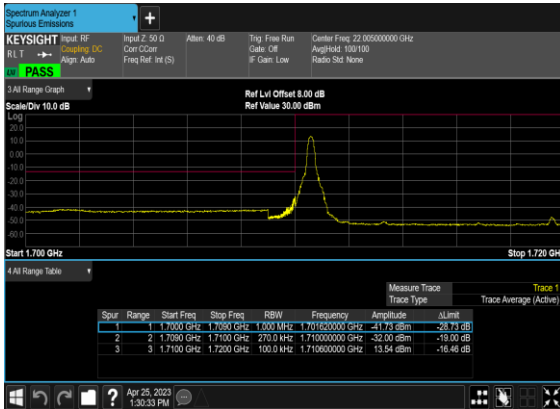 Spectrum Analyzer 1
Spurious Emissions
+
KEYSIGHT
RLT
LW
PASS
Input: RF
Coupling: DC
Align: Auto
Input Z: 50 Ω
Corr CCorr
Freq Ref: Int (S)
Atten: 40 dB
Trig: Free Run
Gate: Off
IF Gain: Low
Center Freq: 22.005000000 GHz
Avg|Hold: 100/100
Radio Std: None
3 All Range Graph
Scale/Div 10.0 dB
Ref Lvl Offset 8.00 dB
Ref Value 30.00 dBm
Log
20.0
10.0
0.00
-10.0
-20.0
-30.0
-40.0
-50.0
-60.0
Start 1.700 GHz
Stop 1.720 GH
4 All Range Table
Measure Trace Trace 1
Trace Type Trace Average (Active)
Spur Range Start Freq Stop Freq RBW Frequency Amplitude ΔLimit
1 1 1.7000 GHz 1.7090 GHz 1.000 MHz 1.701620000 GHz -41.73 dBm -28.73 dB
2 2 1.7090 GHz 1.7100 GHz 270.0 kHz 1.710000000 GHz -32.00 dBm -19.00 dB
3 3 1.7100 GHz 1.7200 GHz 100.0 kHz 1.710600000 GHz 13.54 dBm -16.46 dB
?
Apr 25, 2023
1:30:33 PM